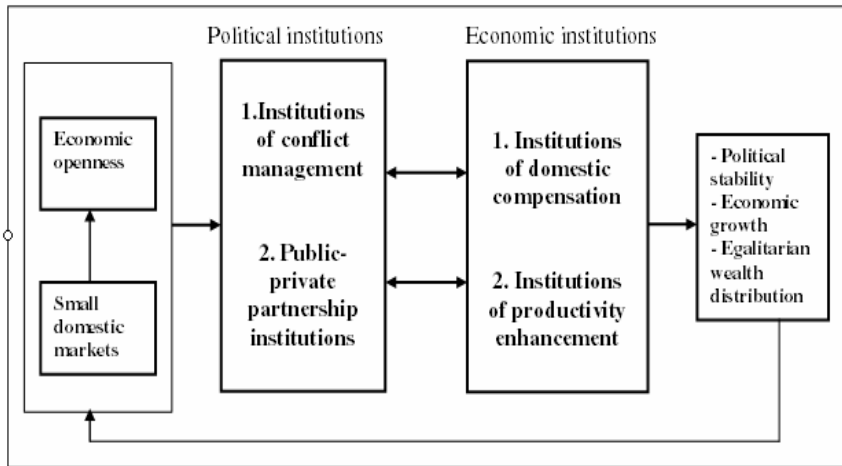 Political institutions
Economic institutions
Economic
openness
Small
domestic
markets
1.Institutions
of conflict
management
2. Public-
private
partnership
institutions
1. Institutions
of domestic
compensation
2. Institutions
of productivity
enhancement
- Political
stability
- Economic
growth
- Egalitarian
wealth
distribution